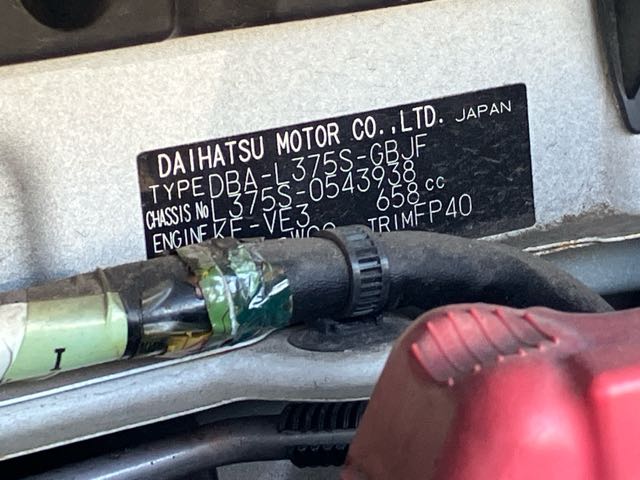 DAIHATSU MOTOR CO.,LTD. JAPAN
TYPE DBA-L375S-GBJF
CHASSIS No L375S-0543938
ENGINE KF-VE3 658cc
TRIM FP40
I